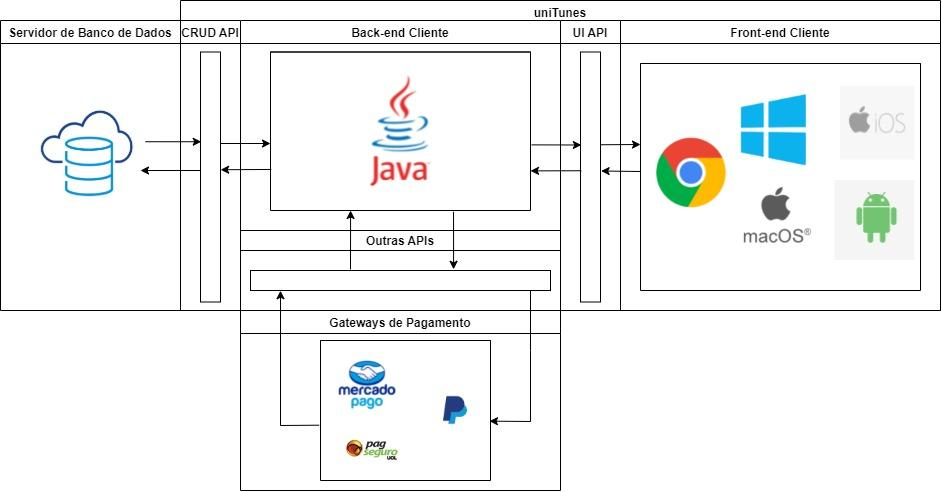 uniTunes
Servidor de Banco de Dados
CRUD API
Back-end Cliente
UI API
Front-end Cliente
Java
iOS
macOS®
Outras APIs
Gateways de Pagamento
mercado
pago
pag
seguro
UOL